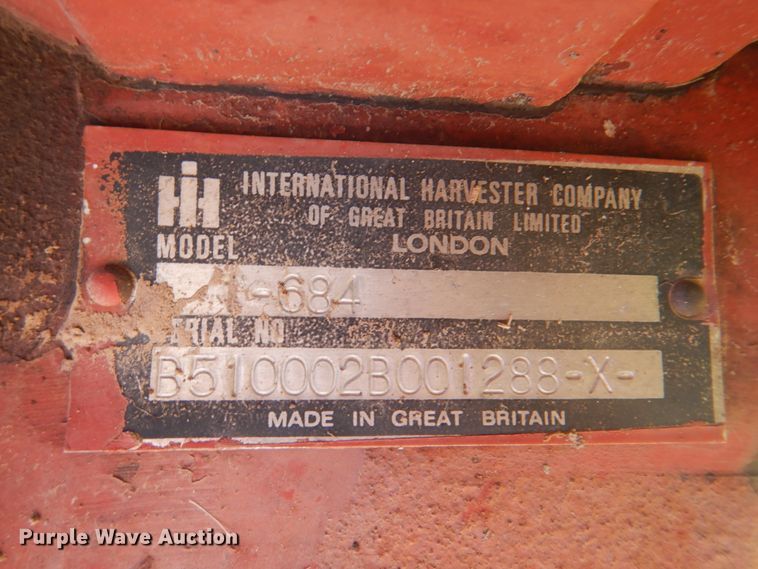 IH INTERNATIONAL HARVESTER COMPANY
OF GREAT BRITAIN LIMITED
MODEL LONDON
-684
SERIAL NO
B510002B001288-X-
MADE IN GREAT BRITAIN
Purple Wave Auction